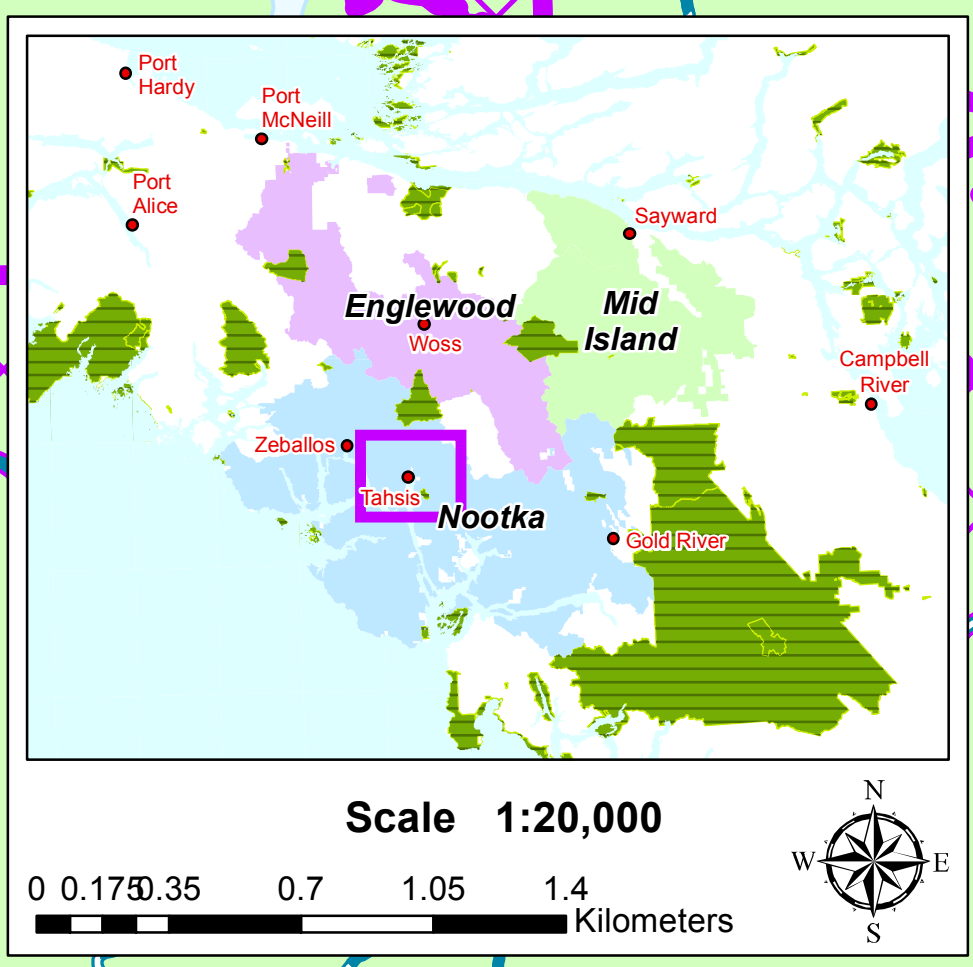 Port
Hardy
Port
McNeill
Port
Alice
Sayward
Englewood
Mid
Island
Woss
Campbell
River
Zeballos
Tahsis
Nootka
Gold River
Scale 1:20,000
N
W E
S
0 0.175 0.35 0.7 1.05 1.4
Kilometers